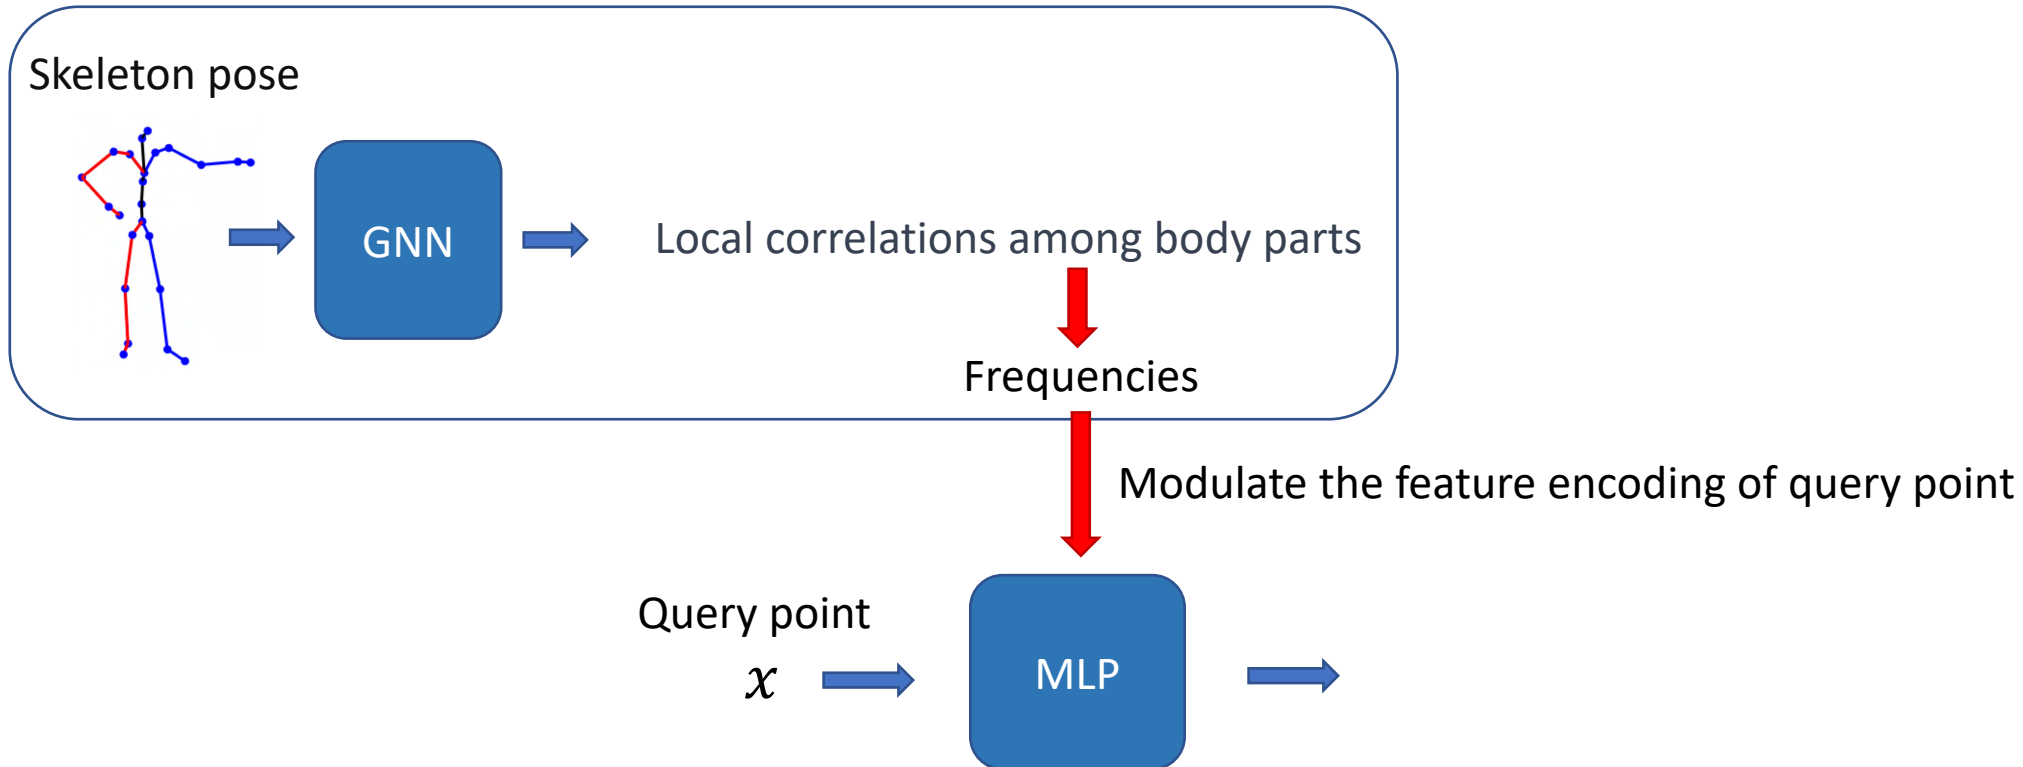 Skeleton pose
GNN
Local correlations among body parts
Frequencies
Modulate the feature encoding of query point
Query point
x
MLP